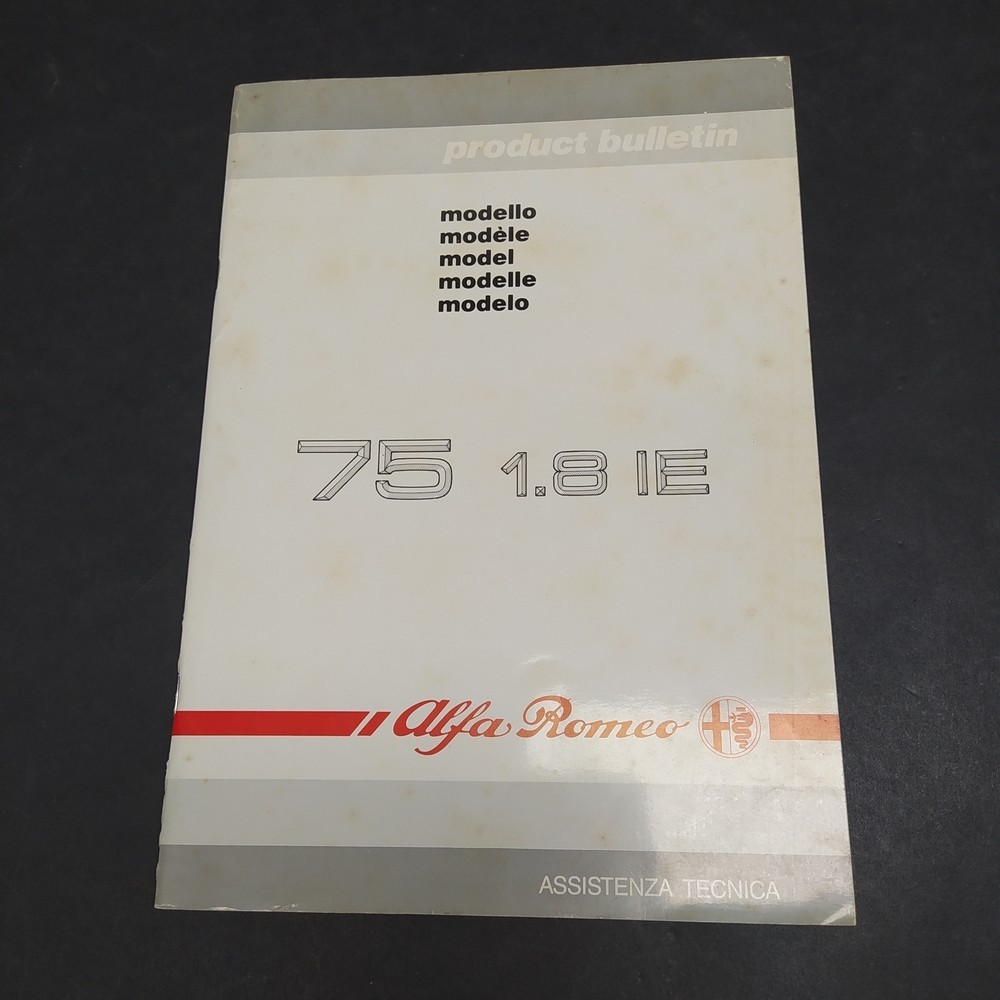 product bulletin
modello
modèle
model
modelle
modelo
75 1.8 IE
Alfa Romeo
ASSISTENZA TECNICA